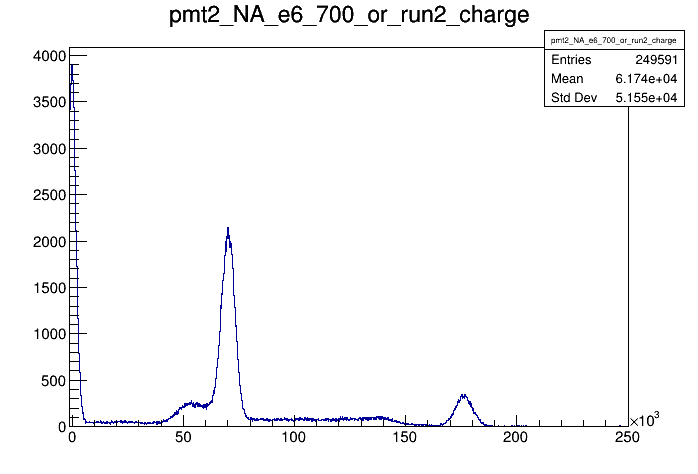 pmt2_NA_e6_700_or_run2_charge
pmt2_NA_e6_700_or_run2_charge
Entries 249591
Mean 6.174e+04
Std Dev 5.155e+04
4000
3500
3000
2500
2000
1500
1000
500
0
0 50 100 150 200 250
×10³